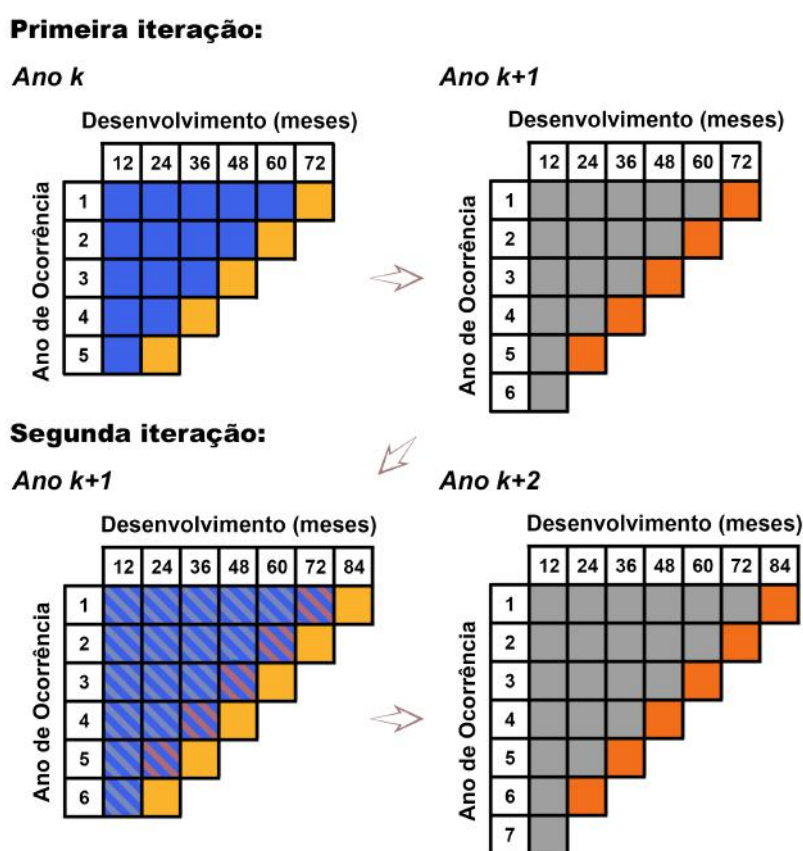 Primeira iteração:
Ano k
Desenvolvimento (meses)
12 24 36 48 60 72
Ano de Ocorrência
1
2
3
4
5
Ano k+1
Desenvolvimento (meses)
12 24 36 48 60 72
Ano de Ocorrência
1
2
3
4
5
6
Segunda iteração:
Ano k+1
Desenvolvimento (meses)
12 24 36 48 60 72 84
Ano de Ocorrência
1
2
3
4
5
6
Ano k+2
Desenvolvimento (meses)
12 24 36 48 60 72 84
Ano de Ocorrência
1
2
3
4
5
6
7